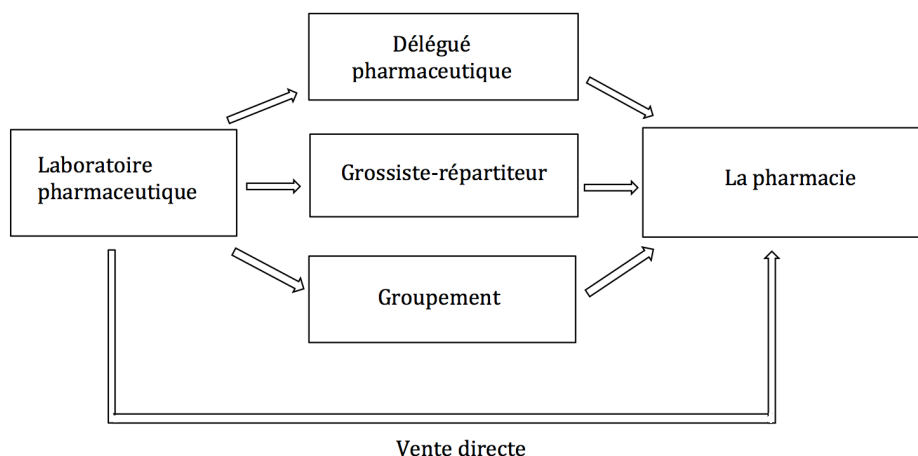 Délégué
pharmaceutique
Laboratoire
pharmaceutique
Grossiste-répartiteur
La pharmacie
Groupement
Vente directe